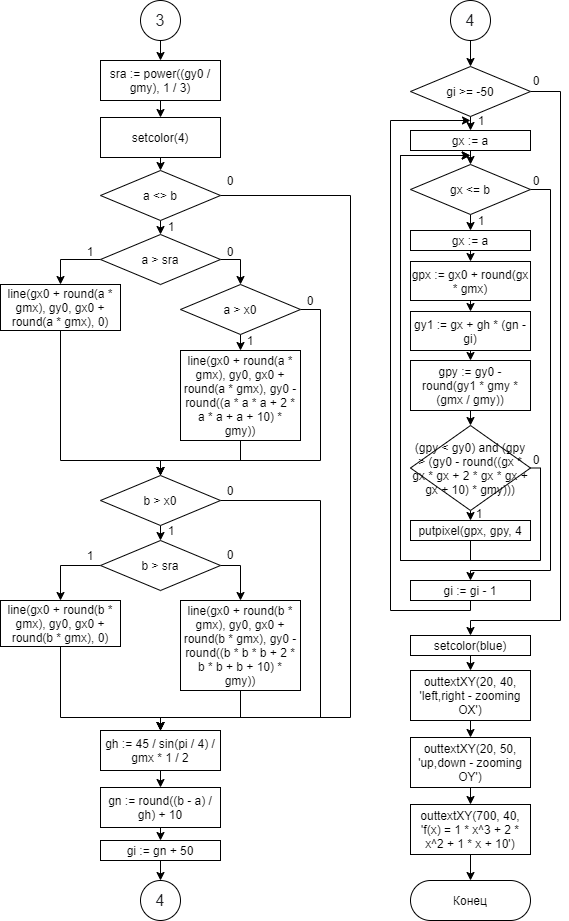 3
sra := power((gy0 /
gmy), 1 / 3)
setcolor(4)
a <> b
0
1
a > sra
1
0
line(gx0 + round(a *
gmx), gy0, gx0 +
round(a * gmx), 0)
a > x0
0
1
line(gx0 + round(a *
gmx), gy0, gx0 +
round(a * gmx), gy0 -
round((a * a * a + 2 *
a * a + a + 10) *
gmy))
b > x0
0
1
b > sra
1
0
line(gx0 + round(b *
gmx), gy0, gx0 +
round(b * gmx), 0)
line(gx0 + round(b *
gmx), gy0, gx0 +
round(b * gmx), gy0 -
round((b * b * b + 2 *
b * b + b + 10) *
gmy))
gh := 45 / sin(pi / 4) /
gmx * 1 / 2
gn := round((b - a) /
gh) + 10
gi := gn + 50
4
4
gi >= -50
0
1
gx := a
gx <= b
0
1
gx := a
gpx := gx0 + round(gx
* gmx)
gy1 := gx + gh * (gn -
gi)
gpy := gy0 -
round(gy1 * gmy *
(gmx / gmy))
(gpy < gy0) and (gpy
> (gy0 - round((gx *
gx * gx + 2 * gx * gx +
gx + 10) * gmy)))
0
1
putpixel(gpx, gpy, 4
gi := gi - 1
setcolor(blue)
outtextXY(20, 40,
'left,right - zooming
OX')
outtextXY(20, 50,
'up,down - zooming
OY')
outtextXY(700, 40,
'f(x) = 1 * x^3 + 2 *
x^2 + 1 * x + 10')
Конец